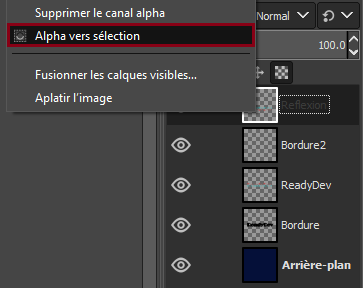 Supprimer le canal alpha
Mode
Normal
Alpha vers sélection
100.0
Fusionner les calques visibles...
Aplatir l'image
Reflexion
Bordure2
ReadyDev
Bordure
Arrière-plan